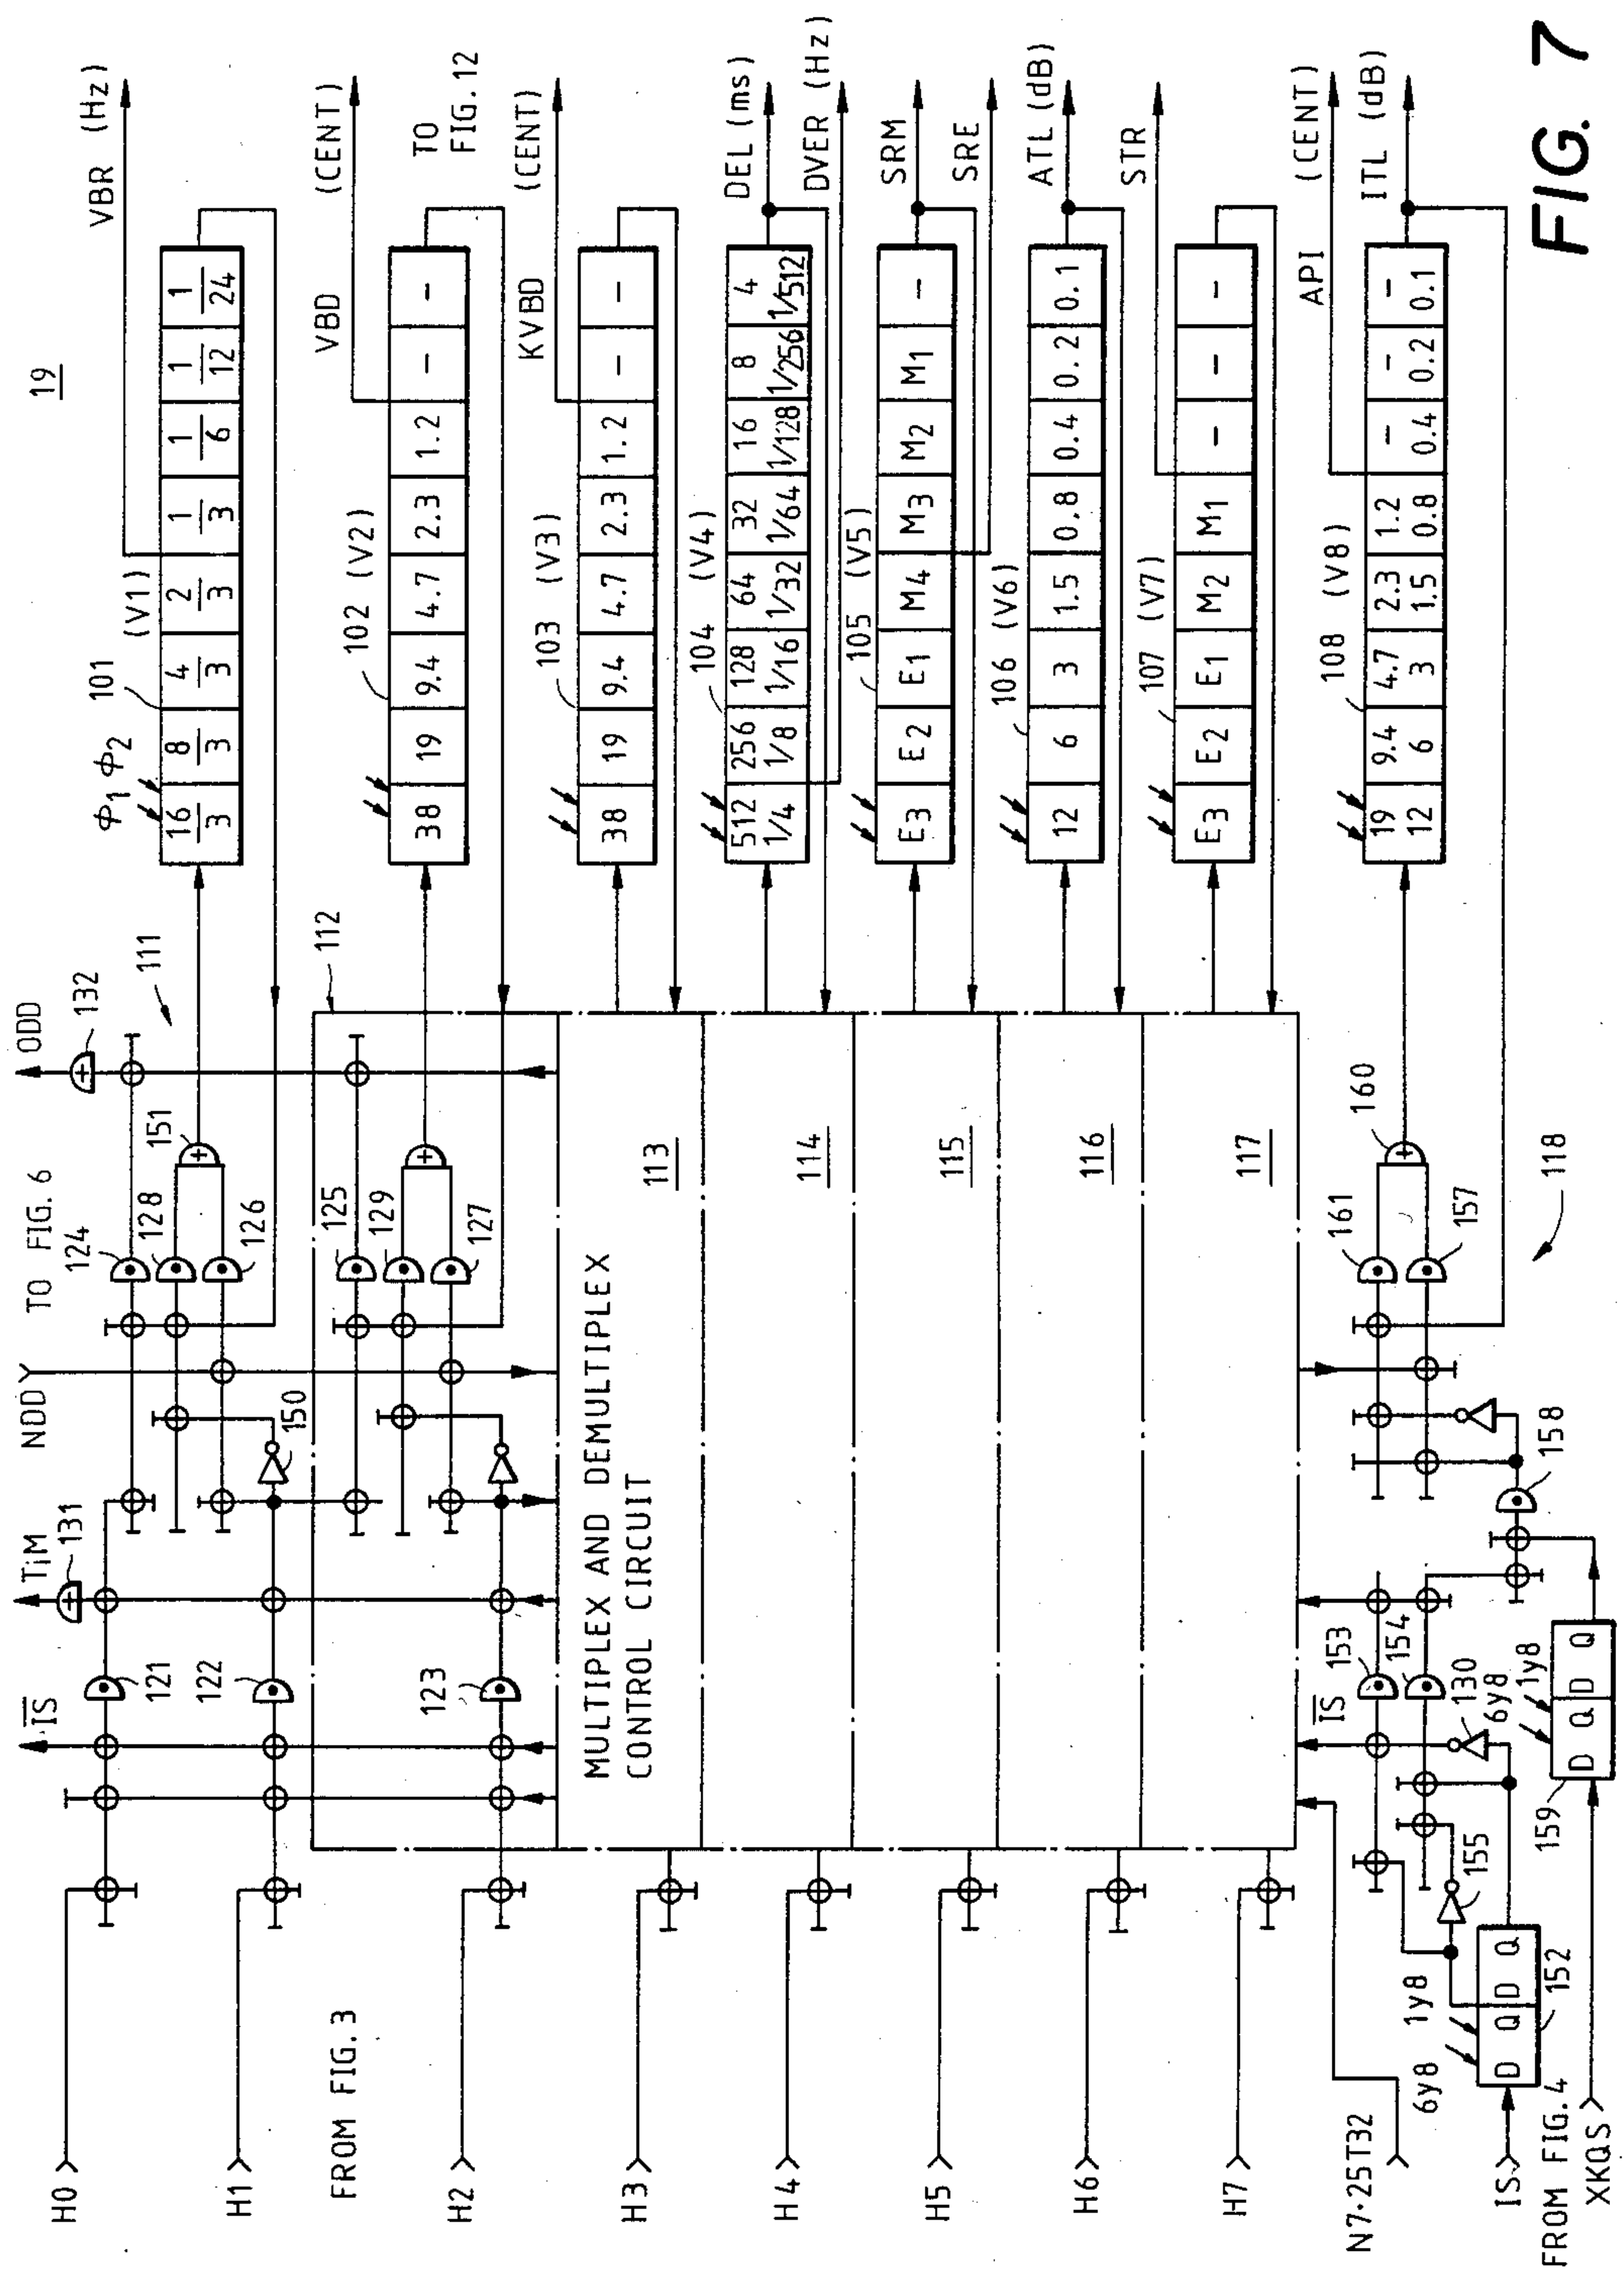 19
FIG. 7
TO FIG. 6
FROM FIG. 3
TO
FIG. 12
H0
H1
H2
H3
H4
H5
H6
H7
N7·25T32
IS
FROM FIG. 4
XKQS
IS
TiM
131
NDD
ODD
132
111
112
121
122
123
124
128
126
151
150
125
129
127
MULTIPLEX AND DEMULTIPLEX
CONTROL CIRCUIT
113
114
115
116
117
118
Φ1 Φ2
101 (V1)
16/3 8/3 4/3 2/3 1/3 1/6 1/12 1/24
VBR (Hz)
102 (V2)
38 19 9.4 4.7 2.3 1.2 – –
VBD (CENT)
103 (V3)
38 19 9.4 4.7 2.3 1.2 – –
KVBD (CENT)
104 (V4)
512 256 128 64 32 16 8 4
1/4 1/8 1/16 1/32 1/64 1/128 1/256 1/512
DEL (ms)
DVER (Hz)
105 (V5)
E3 E2 E1 M4 M3 M2 M1 –
SRM
SRE
106 (V6)
12 6 3 1.5 0.8 0.4 0.2 0.1
ATL (dB)
107 (V7)
E3 E2 E1 M2 M1 – – –
STR
108 (V8)
19 9.4 4.7 2.3 1.2 – – –
12 6 3 1.5 0.8 0.4 0.2 0.1
API (CENT)
ITL (dB)
IS
153
154
130
155
6y8 1y8
D Q D Q
152
6y8 1y8
D Q D Q
159
158
161
157
160